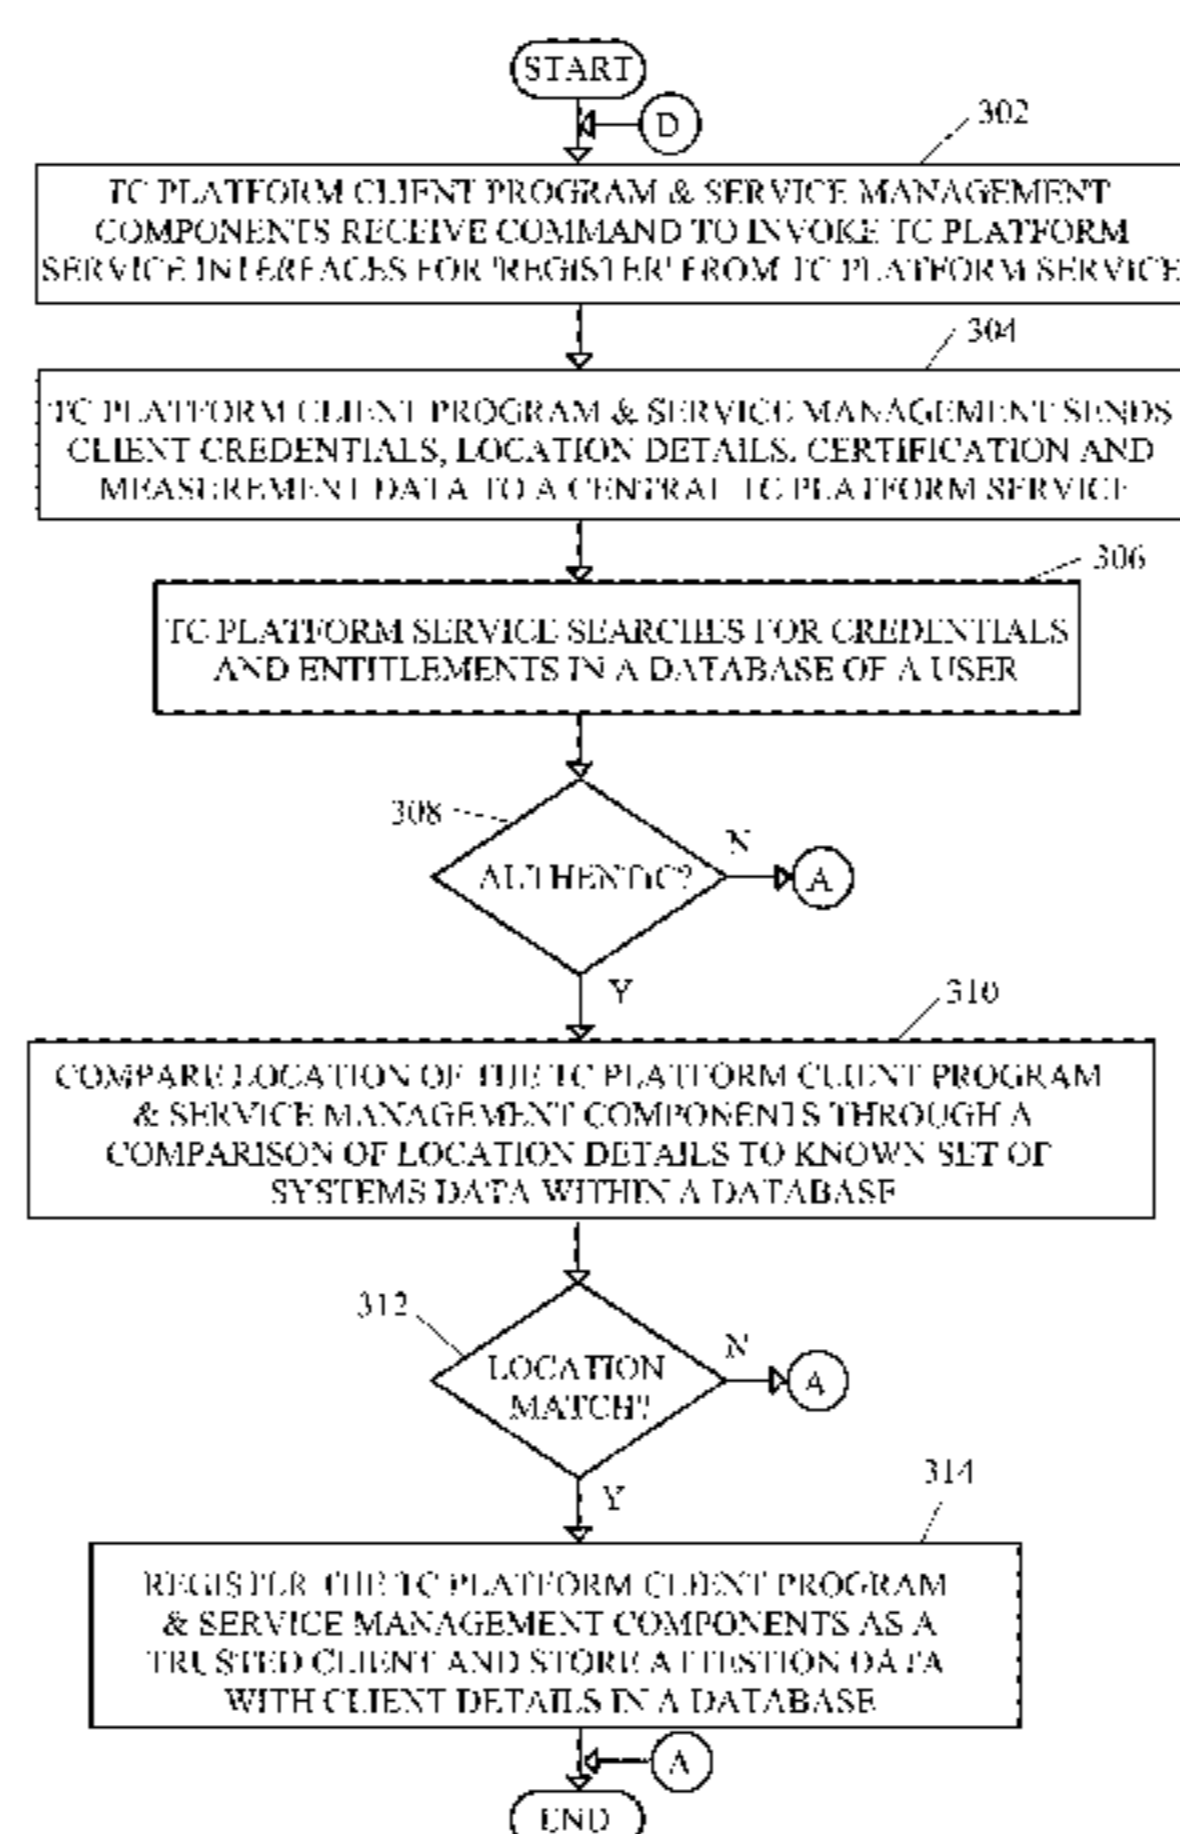 START
D
302
TC PLATFORM CLIENT PROGRAM & SERVICE MANAGEMENT
COMPONENTS RECEIVE COMMAND TO INVOKE TC PLATFORM
SERVICE INTERFACES FOR 'REGISTER' FROM TC PLATFORM SERVICE
304
TC PLATFORM CLIENT PROGRAM & SERVICE MANAGEMENT SENDS
CLIENT CREDENTIALS, LOCATION DETAILS, CERTIFICATION AND
MEASUREMENT DATA TO A CENTRAL TC PLATFORM SERVICE
306
TC PLATFORM SERVICE SEARCHES FOR CREDENTIALS
AND ENTITLEMENTS IN A DATABASE OF A USER
308
AUTHENTIC?
N
A
Y
310
COMPARE LOCATION OF THE TC PLATFORM CLIENT PROGRAM
& SERVICE MANAGEMENT COMPONENTS THROUGH A
COMPARISON OF LOCATION DETAILS TO KNOWN SET OF
SYSTEMS DATA WITHIN A DATABASE
312
LOCATION
MATCH?
N
A
Y
314
REGISTER THE TC PLATFORM CLIENT PROGRAM
& SERVICE MANAGEMENT COMPONENTS AS A
TRUSTED CLIENT AND STORE ATTESTION DATA
WITH CLIENT DETAILS IN A DATABASE
A
END